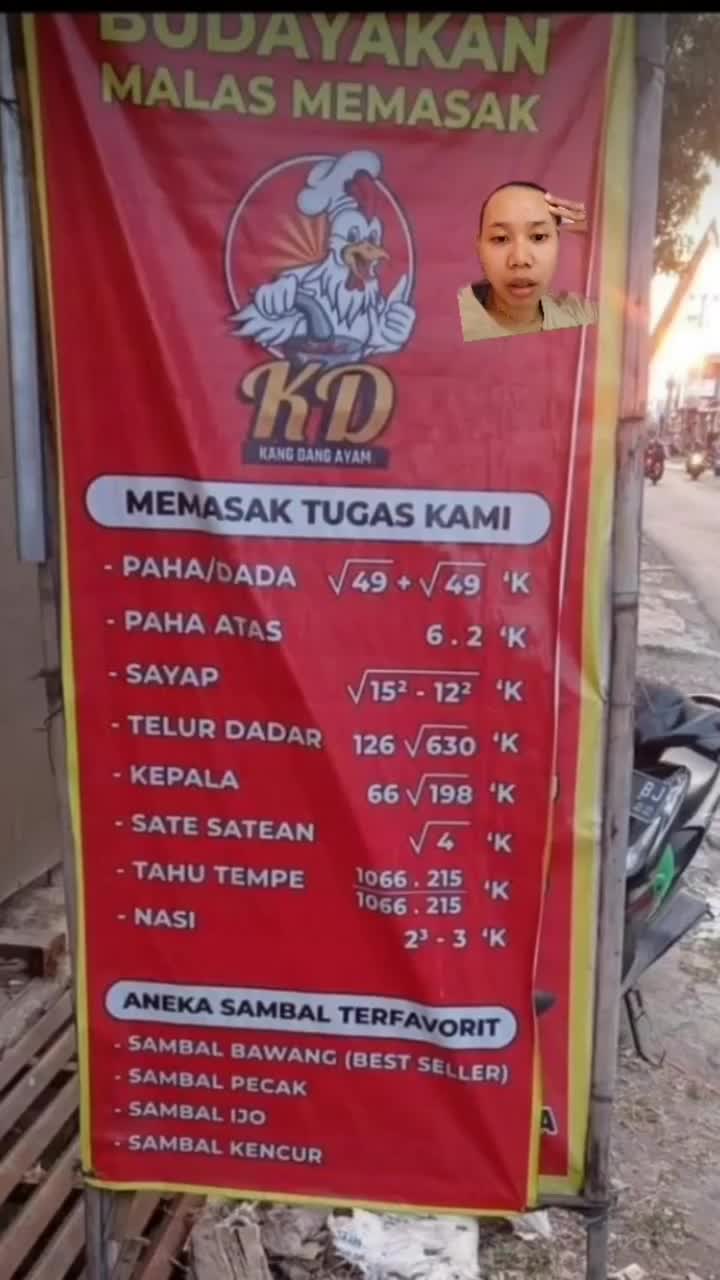 BUDAYAKAN
MALAS MEMASAK
KD
KANG DANG AYAM
MEMASAK TUGAS KAMI
- PAHA/DADA √49 + √49 'K
- PAHA ATAS 6 . 2 'K
- SAYAP √15² - 12² 'K
- TELUR DADAR 126 √630 'K
- KEPALA 66 √198 'K
- SATE SATEAN √4 'K
- TAHU TEMPE 1066 . 215 / 1066 . 215 'K
- NASI 2³ - 3 'K
ANEKA SAMBAL TERFAVORIT
- SAMBAL BAWANG (BEST SELLER)
- SAMBAL PECAK
- SAMBAL IJO
- SAMBAL KENCUR
A
BJ